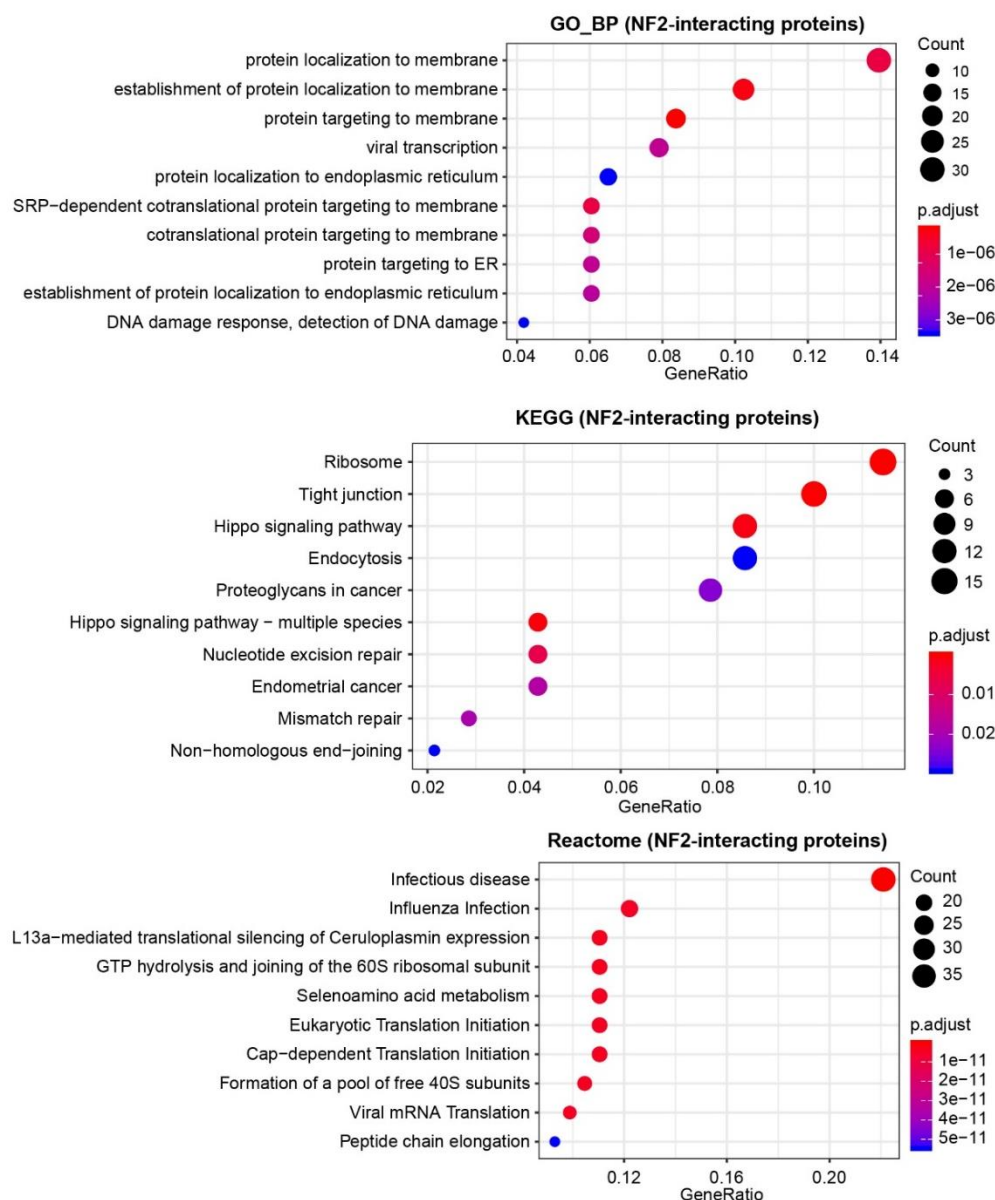 GO_BP (NF2-interacting proteins)
protein localization to membrane
establishment of protein localization to membrane
protein targeting to membrane
viral transcription
protein localization to endoplasmic reticulum
SRP−dependent cotranslational protein targeting to membrane
cotranslational protein targeting to membrane
protein targeting to ER
establishment of protein localization to endoplasmic reticulum
DNA damage response, detection of DNA damage
0.04 0.06 0.08 0.10 0.12 0.14
GeneRatio
Count
10
15
20
25
30
p.adjust
1e−06
2e−06
3e−06
KEGG (NF2-interacting proteins)
Ribosome
Tight junction
Hippo signaling pathway
Endocytosis
Proteoglycans in cancer
Hippo signaling pathway − multiple species
Nucleotide excision repair
Endometrial cancer
Mismatch repair
Non−homologous end−joining
0.02 0.04 0.06 0.08 0.10
GeneRatio
Count
3
6
9
12
15
p.adjust
0.01
0.02
Reactome (NF2-interacting proteins)
Infectious disease
Influenza Infection
L13a−mediated translational silencing of Ceruloplasmin expression
GTP hydrolysis and joining of the 60S ribosomal subunit
Selenoamino acid metabolism
Eukaryotic Translation Initiation
Cap−dependent Translation Initiation
Formation of a pool of free 40S subunits
Viral mRNA Translation
Peptide chain elongation
0.12 0.16 0.20
GeneRatio
Count
20
25
30
35
p.adjust
1e−11
2e−11
3e−11
4e−11
5e−11